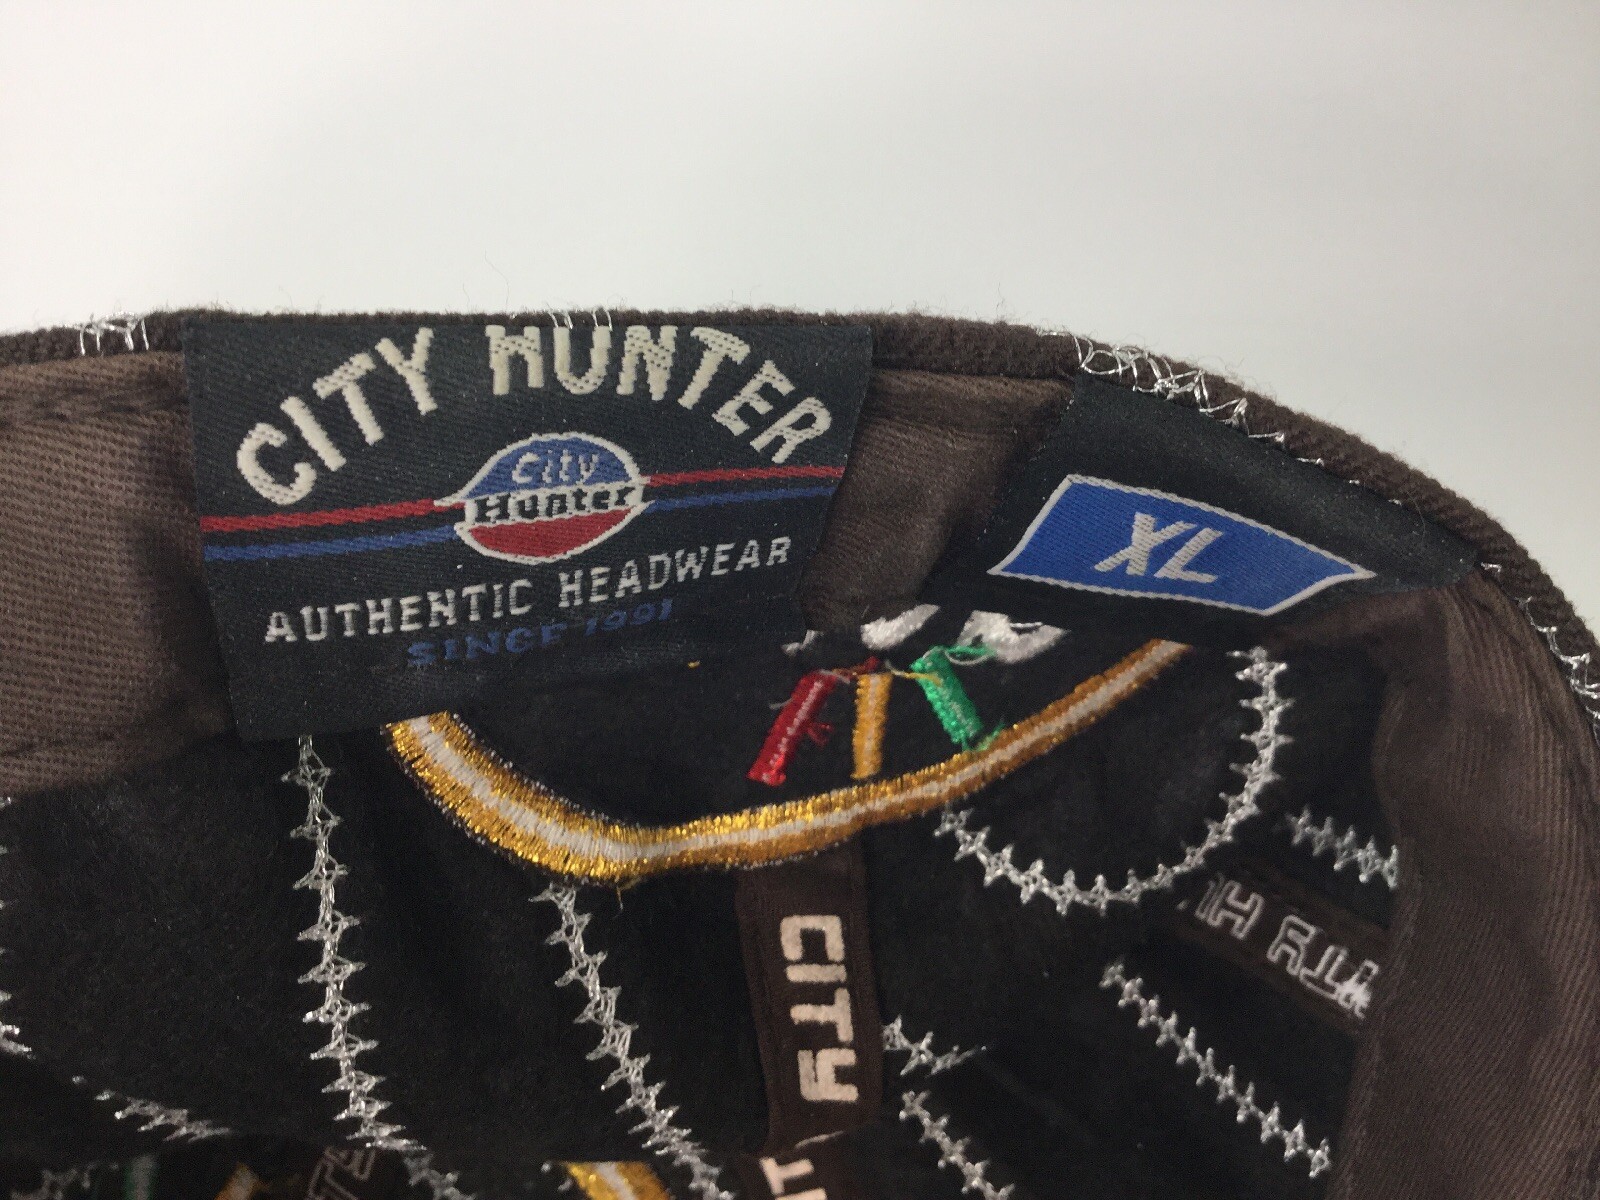 CITY HUNTER
City
Hunter
AUTHENTIC HEADWEAR
SINCE 1991
XL
CITY